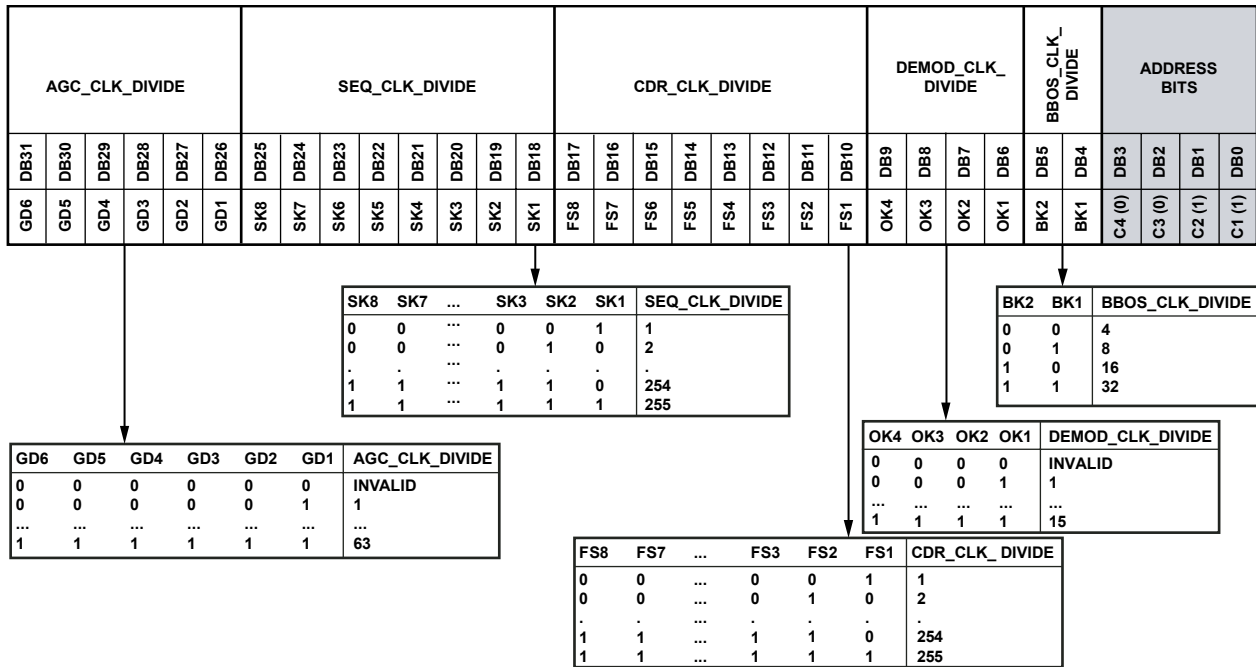 AGC_CLK_DIVIDE SEQ_CLK_DIVIDE CDR_CLK_DIVIDE DEMOD_CLK_ DIVIDE BBOS_CLK_ DIVIDE ADDRESS BITS
DB31 DB30 DB29 DB28 DB27 DB26 DB25 DB24 DB23 DB22 DB21 DB20 DB19 DB18 DB17 DB16 DB15 DB14 DB13 DB12 DB11 DB10 DB9 DB8 DB7 DB6 DB5 DB4 DB3 DB2 DB1 DB0
GD6 GD5 GD4 GD3 GD2 GD1 SK8 SK7 SK6 SK5 SK4 SK3 SK2 SK1 FS8 FS7 FS6 FS5 FS4 FS3 FS2 FS1 OK4 OK3 OK2 OK1 BK2 BK1 C4 (0) C3 (0) C2 (1) C1 (1)
SK8 SK7 ... SK3 SK2 SK1 SEQ_CLK_DIVIDE
0 0 ... 0 0 1 1
0 0 ... 0 1 0 2
. . ... . . . .
1 1 ... 1 1 0 254
1 1 ... 1 1 1 255
BK2 BK1 BBOS_CLK_DIVIDE
0 0 4
0 1 8
1 0 16
1 1 32
GD6 GD5 GD4 GD3 GD2 GD1 AGC_CLK_DIVIDE
0 0 0 0 0 0 INVALID
0 0 0 0 0 1 1
... ... ... ... ... ... ...
1 1 1 1 1 1 63
OK4 OK3 OK2 OK1 DEMOD_CLK_DIVIDE
0 0 0 0 INVALID
0 0 0 1 1
... ... ... ... ...
1 1 1 1 15
FS8 FS7 ... FS3 FS2 FS1 CDR_CLK_ DIVIDE
0 0 ... 0 0 1 1
0 0 ... 0 1 0 2
. . ... . . . .
1 1 ... 1 1 0 254
1 1 ... 1 1 1 255